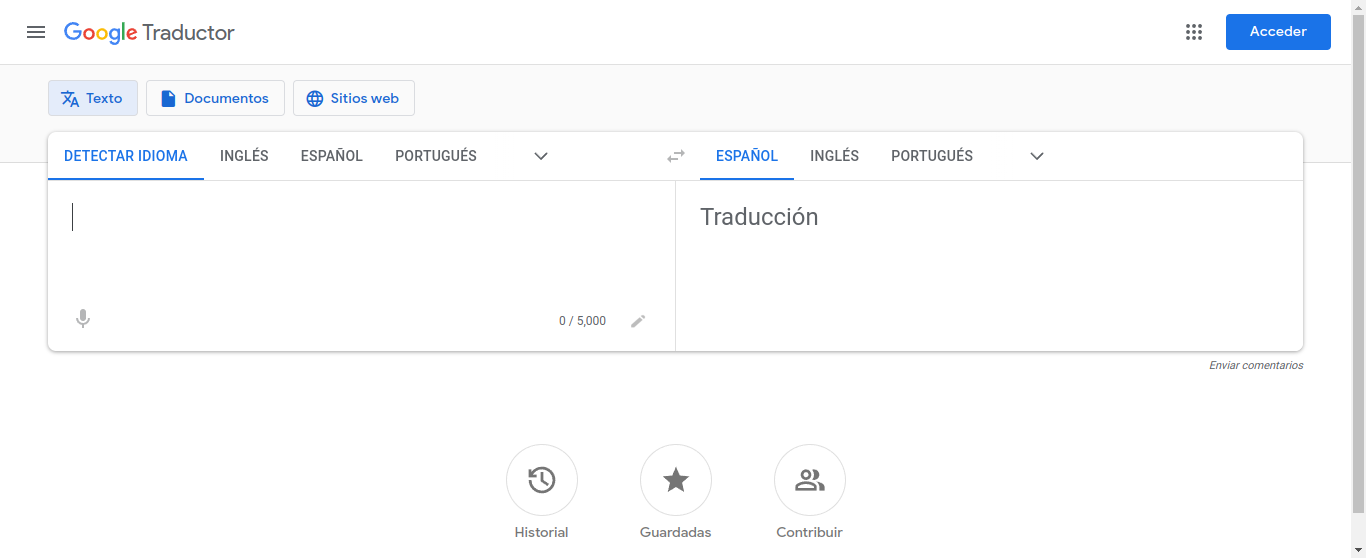 Google Traductor
Acceder
Texto
Documentos
Sitios web
DETECTAR IDIOMA INGLÉS ESPAÑOL PORTUGUÉS
ESPAÑOL INGLÉS PORTUGUÉS
Traducción
0 / 5,000
Enviar comentarios
Historial
Guardadas
Contribuir